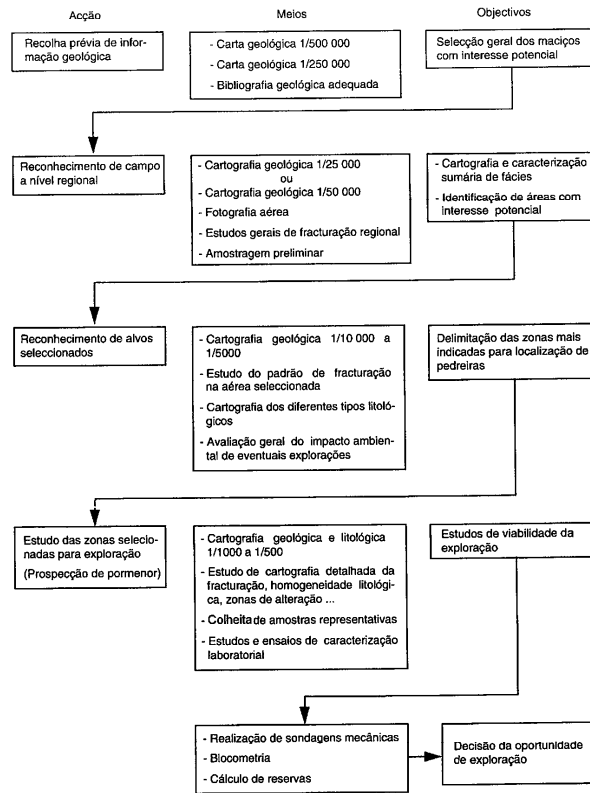 Acção
Meios
Objectivos
Recolha prévia de infor-
mação geológica
- Carta geológica 1/500 000
- Carta geológica 1/250 000
- Bibliografia geológica adequada
Selecção geral dos maciços
com interesse potencial
Reconhecimento de campo
a nível regional
- Cartografia geológica 1/25 000
ou
- Cartografia geológica 1/50 000
- Fotografia aérea
- Estudos gerais de fracturação regional
- Amostragem preliminar
- Cartografia e caracterização
sumária de fácies
- Identificação de áreas com
interesse potencial
Reconhecimento de alvos
seleccionados
- Cartografia geológica 1/10 000 a
1/5000
- Estudo do padrão de fracturação
na aérea seleccionada
- Cartografia dos diferentes tipos litoló-
gicos
- Avaliação geral do impacto ambien-
tal de eventuais explorações
Delimitação das zonas mais
indicadas para localização de
pedreiras
Estudo das zonas selecio-
nadas para exploração
(Prospecção de pormenor)
- Cartografia geológica e litológica
1/1000 a 1/500
- Estudo de cartografia detalhada da
fracturação, homogeneidade litológi-
ca, zonas de alteração ...
- Colheita de amostras representativas
- Estudos e ensaios de caracterização
laboratorial
Estudos de viabilidade da
exploração
- Realização de sondagens mecânicas
- Blocometria
- Cálculo de reservas
Decisão da oportunidade
de exploração